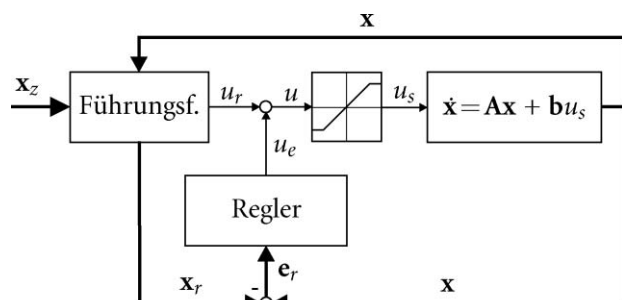 x
x_z
Führungsf.
u_r
u
u_s
ẋ = Ax + bu_s
u_e
Regler
x_r
-
e_r
x